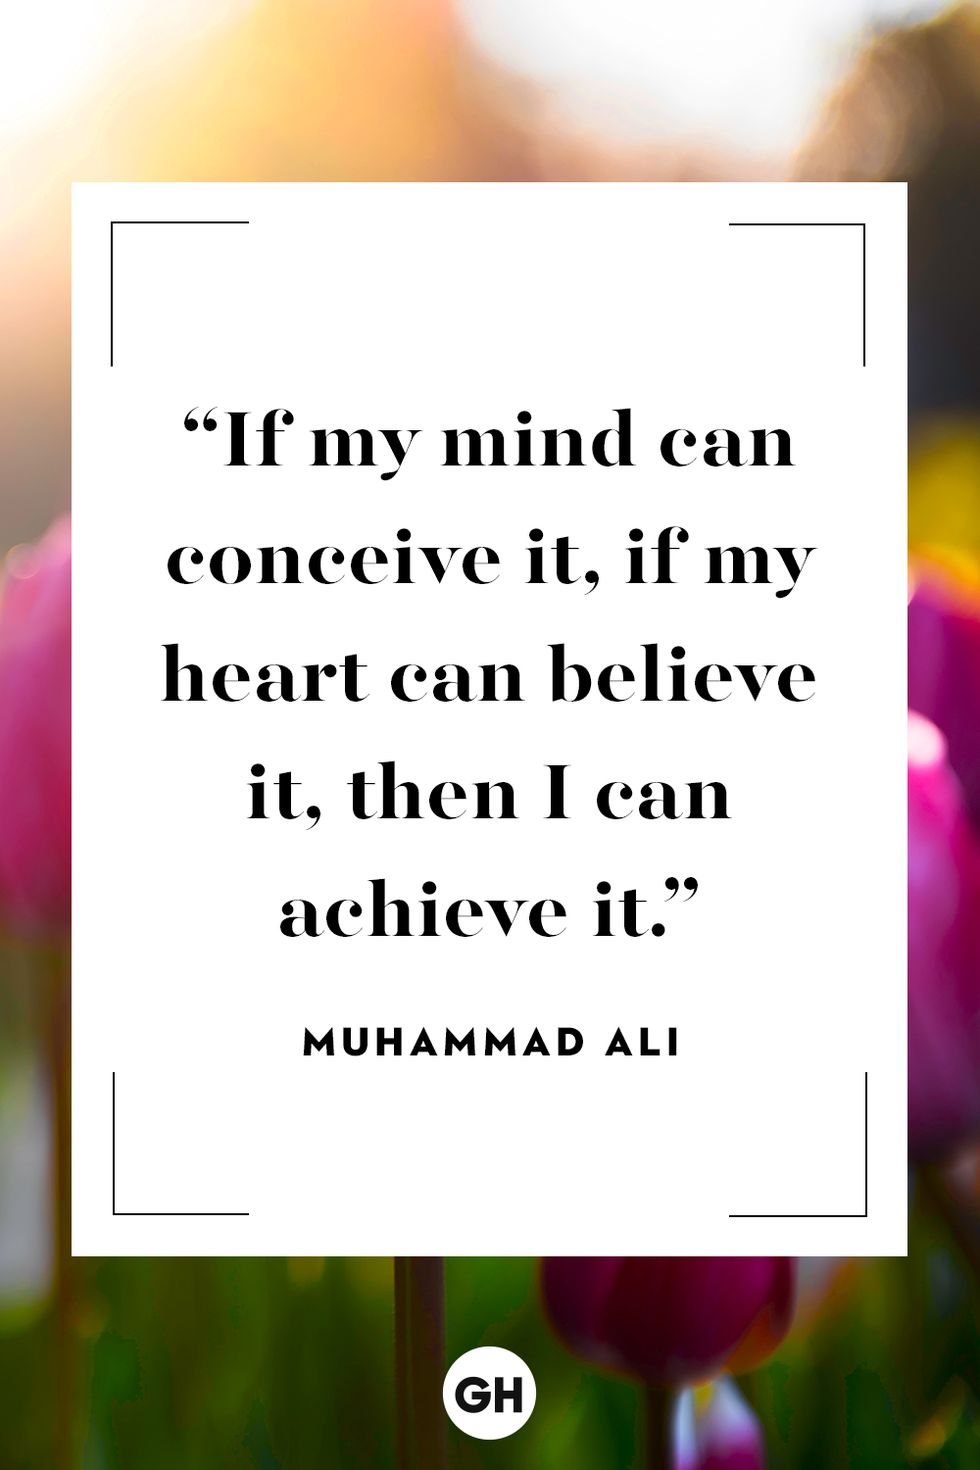 “If my mind can
conceive it, if my
heart can believe
it, then I can
achieve it.”
MUHAMMAD ALI
GH